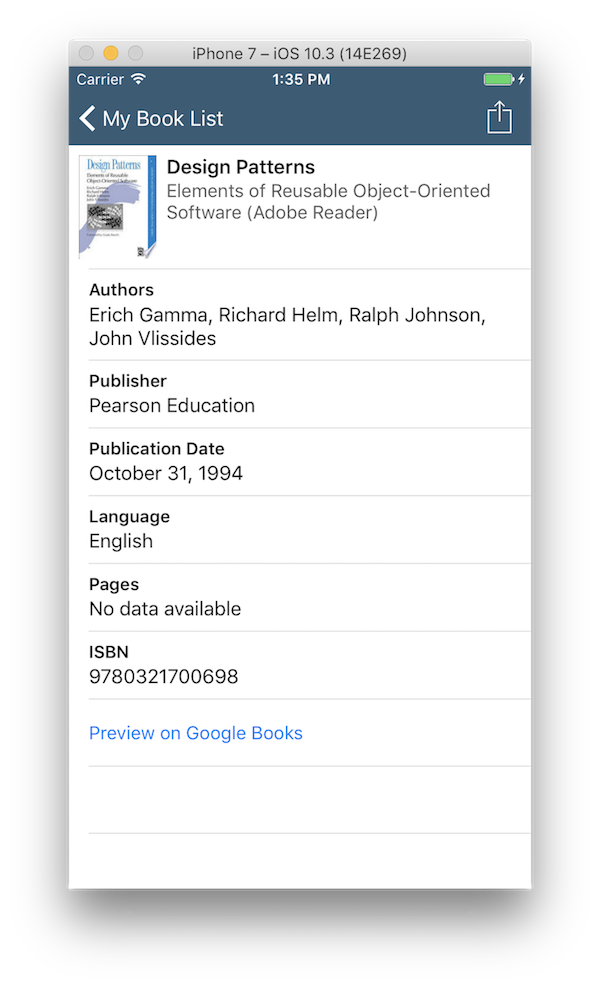 iPhone 7 – iOS 10.3 (14E269)
Carrier 1:35 PM
My Book List
Design Patterns
Elements of Reusable
Object-Oriented Software
Design Patterns
Elements of Reusable Object-Oriented
Software (Adobe Reader)
Authors
Erich Gamma, Richard Helm, Ralph Johnson,
John Vlissides
Publisher
Pearson Education
Publication Date
October 31, 1994
Language
English
Pages
No data available
ISBN
9780321700698
Preview on Google Books